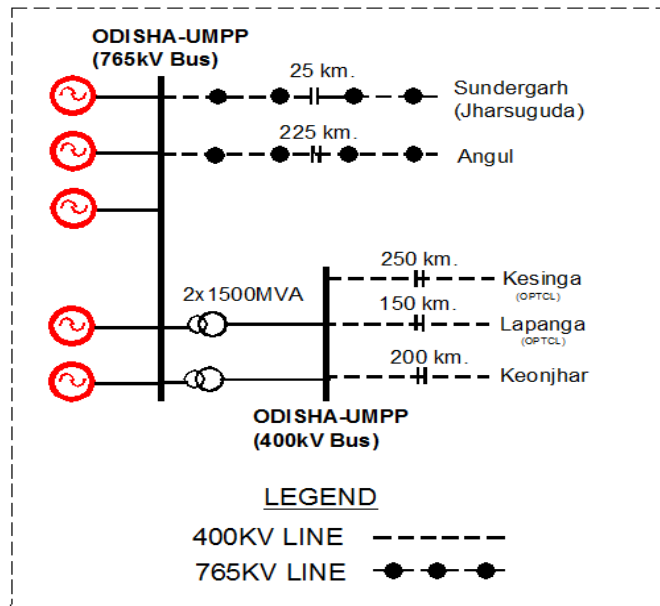 ODISHA-UMPP
(765kV Bus)
25 km.
Sundergarh
(Jharsuguda)
225 km.
Angul
250 km.
Kesinga
(OPTCL)
2x1500MVA
150 km.
Lapanga
(OPTCL)
200 km.
Keonjhar
ODISHA-UMPP
(400kV Bus)
LEGEND
400KV LINE
765KV LINE